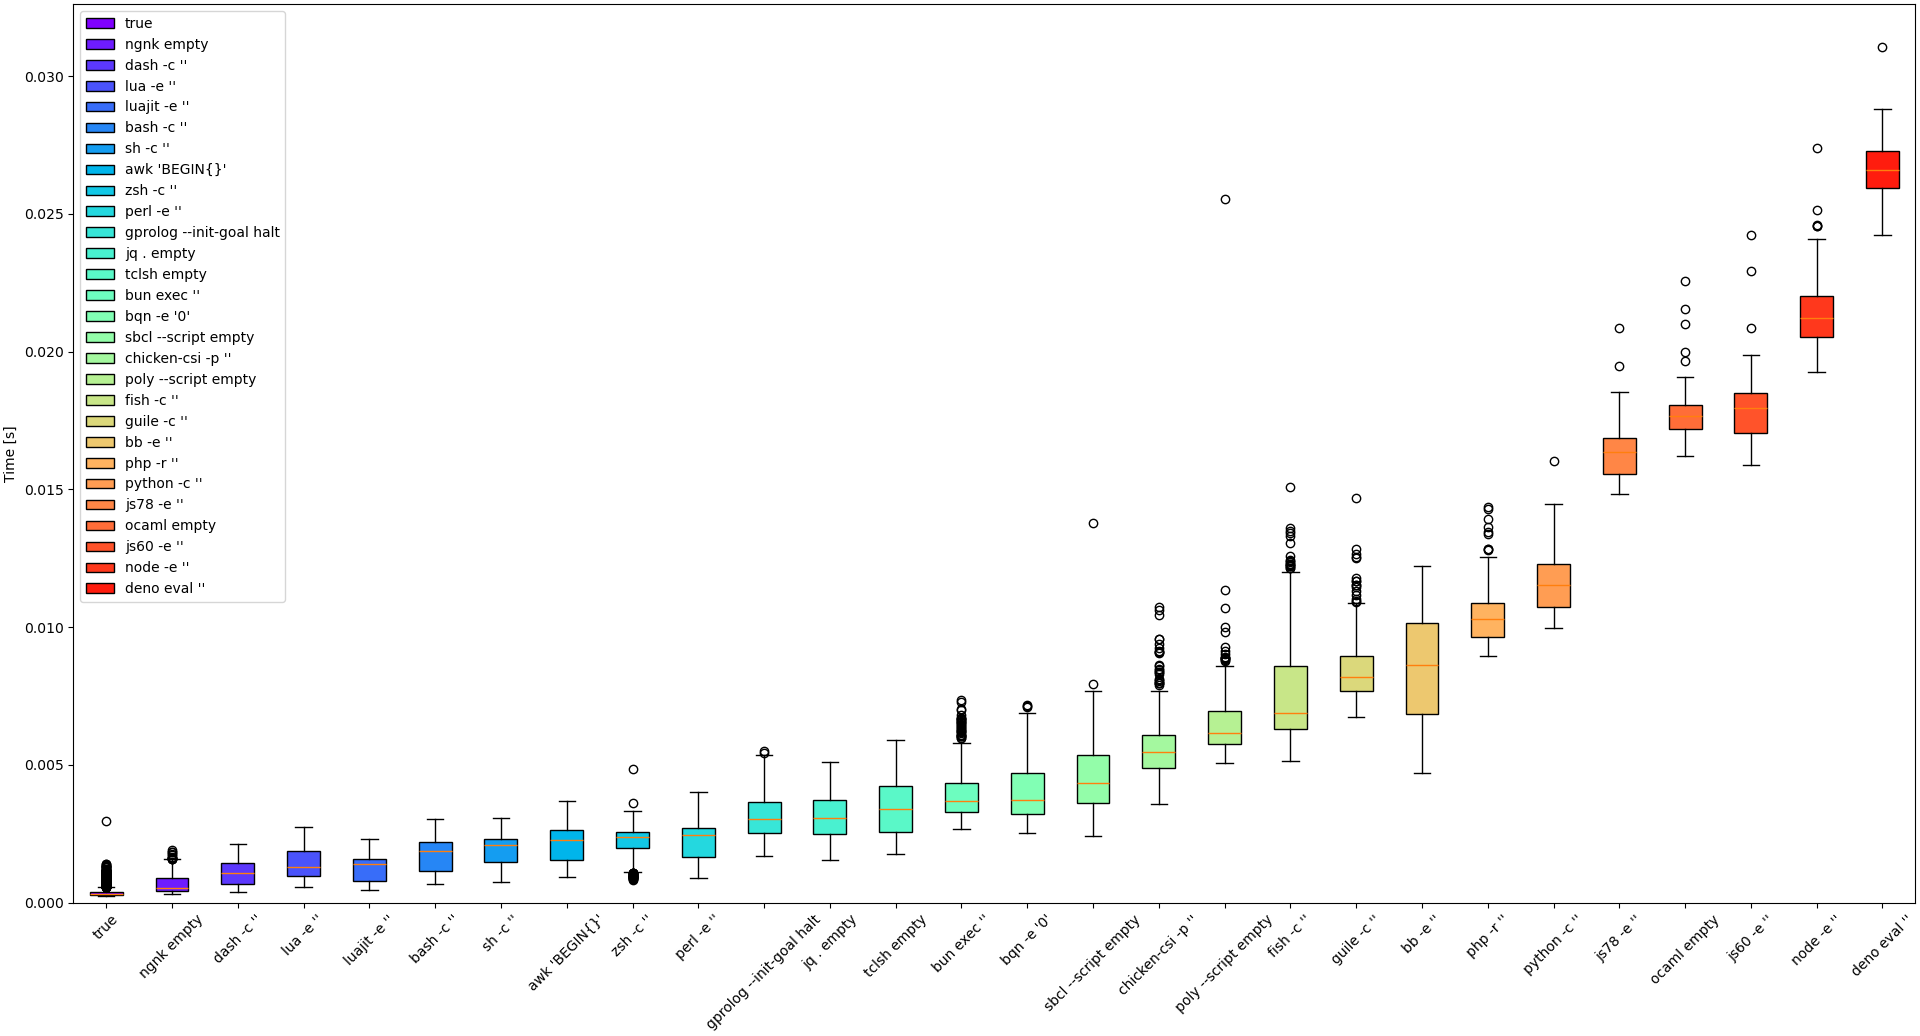 true
ngnk empty
dash -c ''
lua -e ''
luajit -e ''
bash -c ''
sh -c ''
awk 'BEGIN{}'
zsh -c ''
perl -e ''
gprolog --init-goal halt
jq . empty
tclsh empty
bun exec ''
bqn -e '0'
sbcl --script empty
chicken-csi -p ''
poly --script empty
fish -c ''
guile -c ''
bb -e ''
php -r ''
python -c ''
js78 -e ''
ocaml empty
js60 -e ''
node -e ''
deno eval ''
Time [s]
0.030
0.025
0.020
0.015
0.010
0.005
0.000
true
ngnk empty
dash -c ''
lua -e ''
luajit -e ''
bash -c ''
sh -c ''
awk 'BEGIN{}'
zsh -c ''
perl -e ''
gprolog --init-goal halt
jq . empty
tclsh empty
bun exec ''
bqn -e '0'
sbcl --script empty
chicken-csi -p ''
poly --script empty
fish -c ''
guile -c ''
bb -e ''
php -r ''
python -c ''
js78 -e ''
ocaml empty
js60 -e ''
node -e ''
deno eval ''